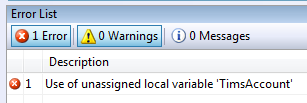 Error List
1 Error 0 Warnings 0 Messages
Description
1 Use of unassigned local variable 'TimsAccount'